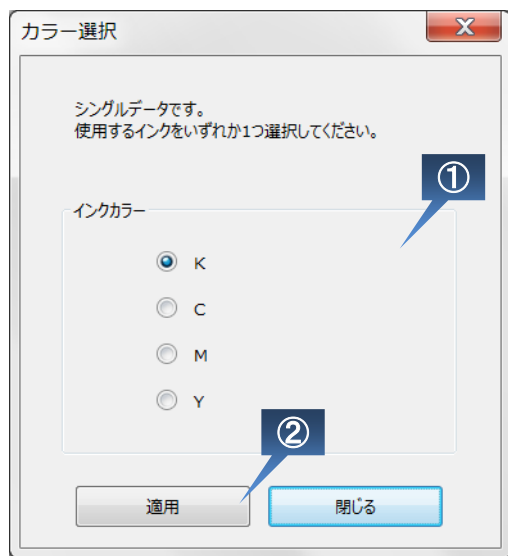 カラー選択
シングルデータです。
使用するインクをいずれか1つ選択してください。
①
インクカラー
K
C
M
Y
②
適用
閉じる